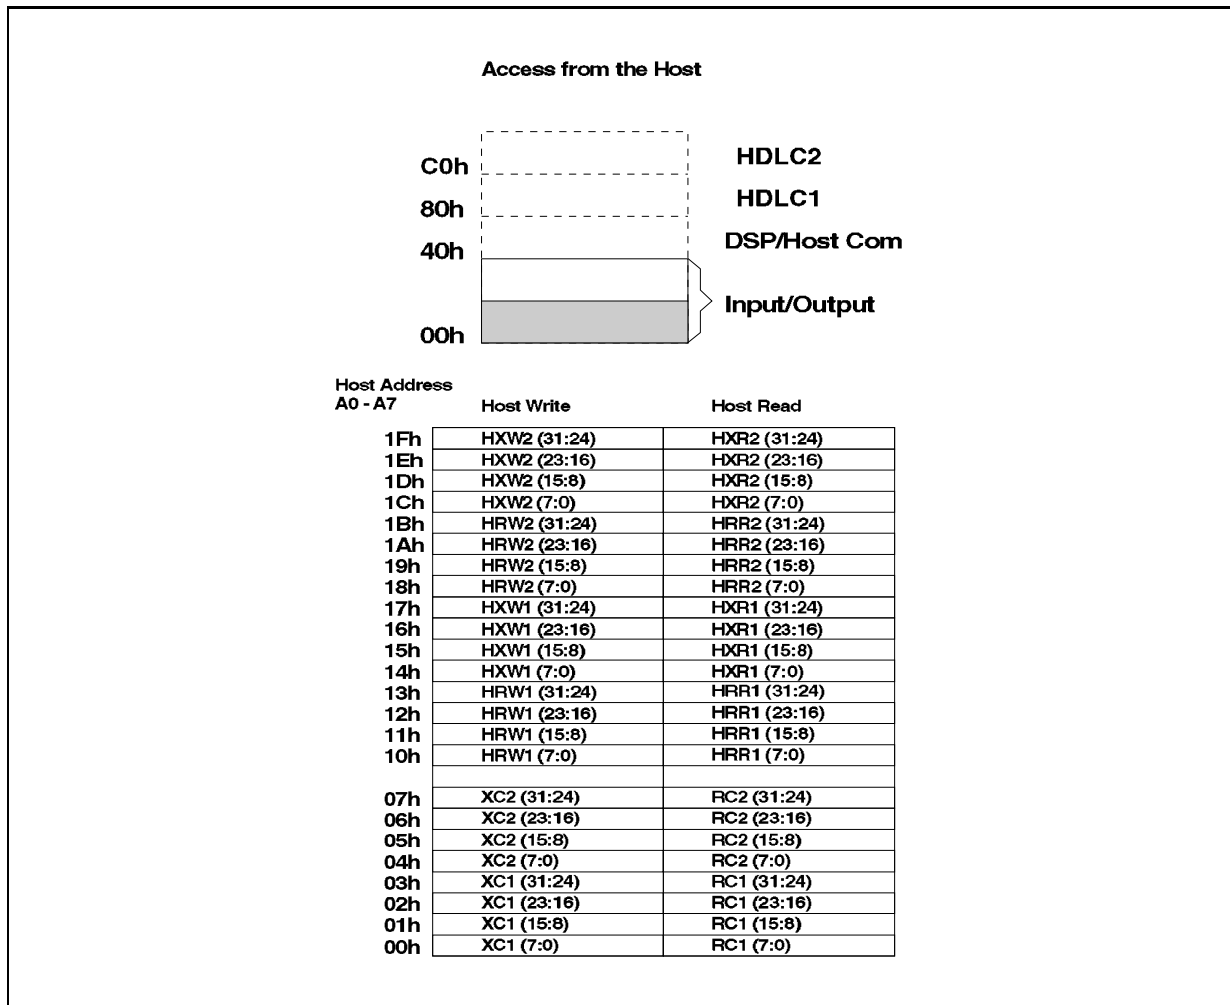 Access from the Host
HDLC2
C0h
HDLC1
80h
DSP/Host Com
40h
Input/Output
00h
Host Address
A0 - A7 Host Write Host Read
1Fh HXW2 (31:24) HXR2 (31:24)
1Eh HXW2 (23:16) HXR2 (23:16)
1Dh HXW2 (15:8) HXR2 (15:8)
1Ch HXW2 (7:0) HXR2 (7:0)
1Bh HRW2 (31:24) HRR2 (31:24)
1Ah HRW2 (23:16) HRR2 (23:16)
19h HRW2 (15:8) HRR2 (15:8)
18h HRW2 (7:0) HRR2 (7:0)
17h HXW1 (31:24) HXR1 (31:24)
16h HXW1 (23:16) HXR1 (23:16)
15h HXW1 (15:8) HXR1 (15:8)
14h HXW1 (7:0) HXR1 (7:0)
13h HRW1 (31:24) HRR1 (31:24)
12h HRW1 (23:16) HRR1 (23:16)
11h HRW1 (15:8) HRR1 (15:8)
10h HRW1 (7:0) HRR1 (7:0)
07h XC2 (31:24) RC2 (31:24)
06h XC2 (23:16) RC2 (23:16)
05h XC2 (15:8) RC2 (15:8)
04h XC2 (7:0) RC2 (7:0)
03h XC1 (31:24) RC1 (31:24)
02h XC1 (23:16) RC1 (23:16)
01h XC1 (15:8) RC1 (15:8)
00h XC1 (7:0) RC1 (7:0)